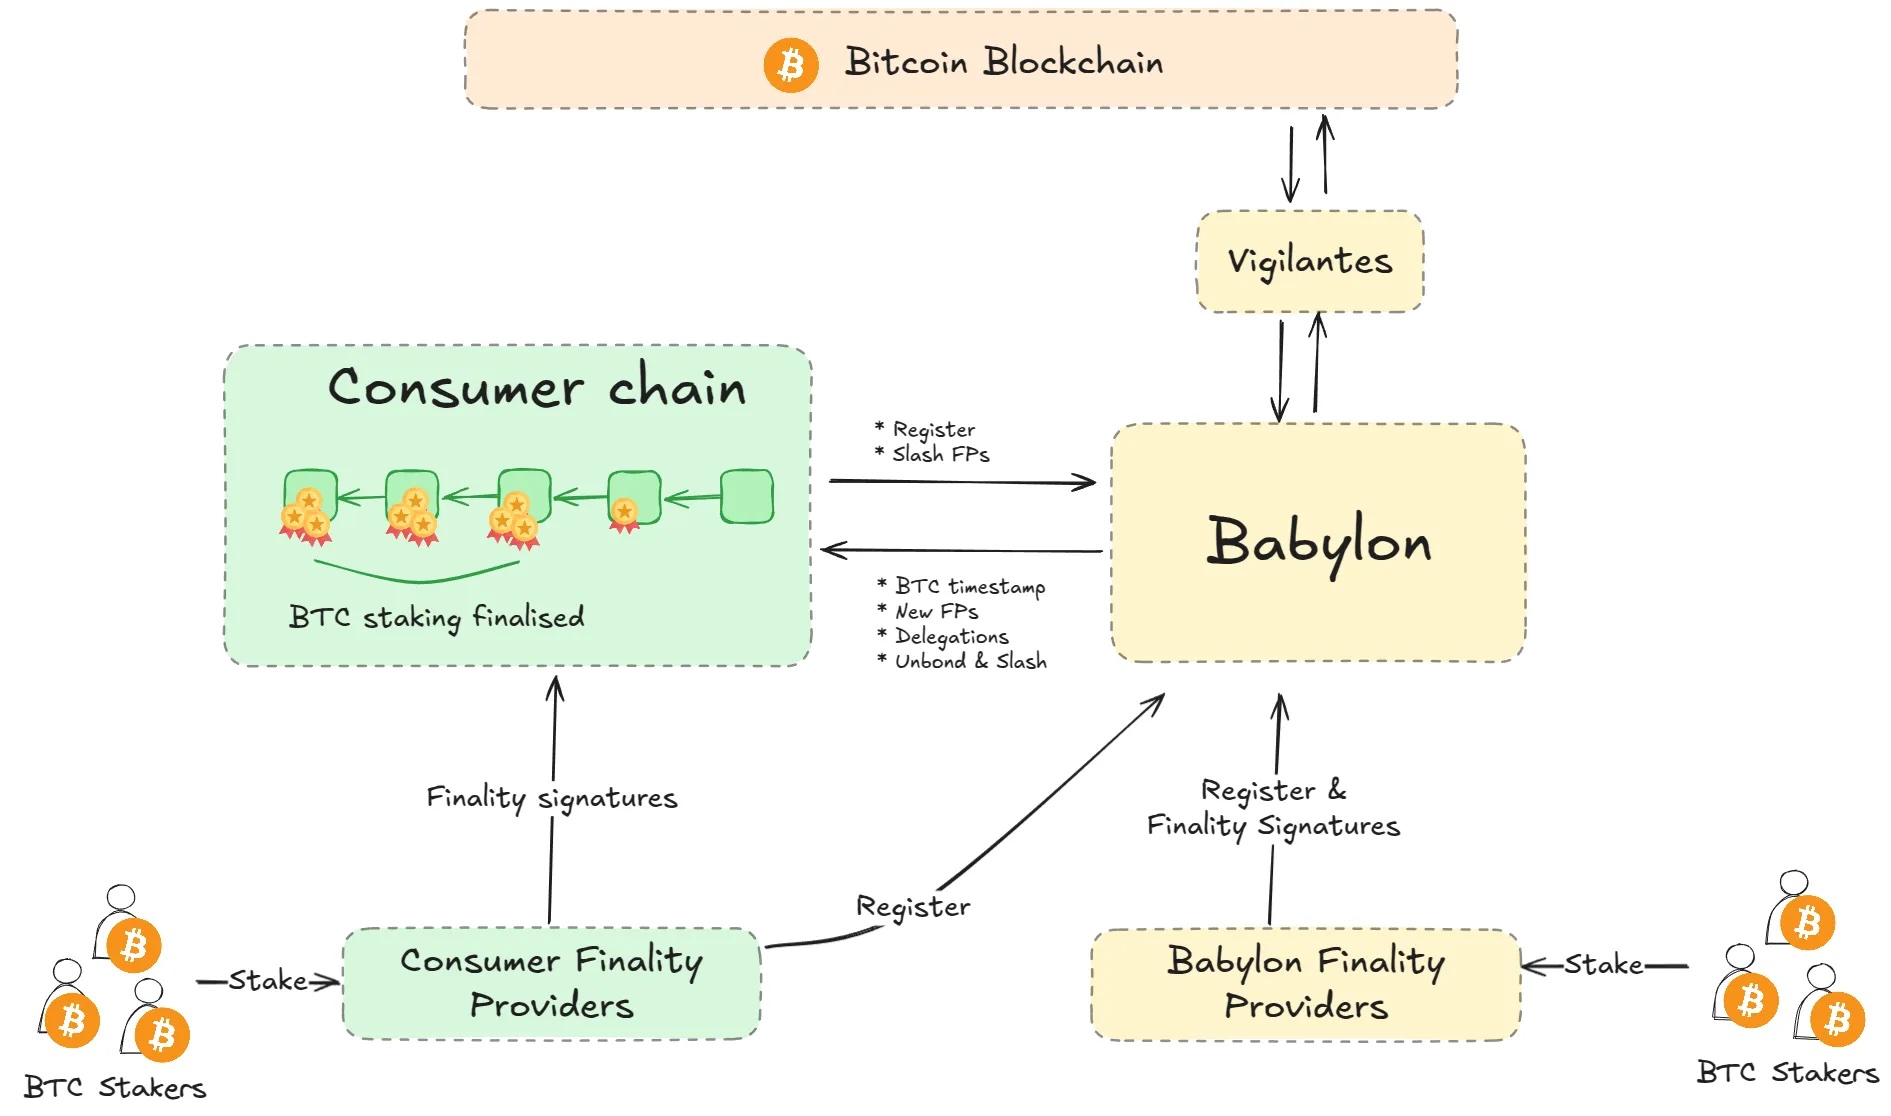 Bitcoin Blockchain
Vigilantes
Consumer chain
* Register
* Slash FPs
Babylon
* BTC timestamp
* New FPs
* Delegations
* Unbond & Slash
BTC staking finalised
Finality signatures
Register &
Finality Signatures
Register
Consumer Finality
Providers
Babylon Finality
Providers
Stake
Stake
BTC Stakers
BTC Stakers